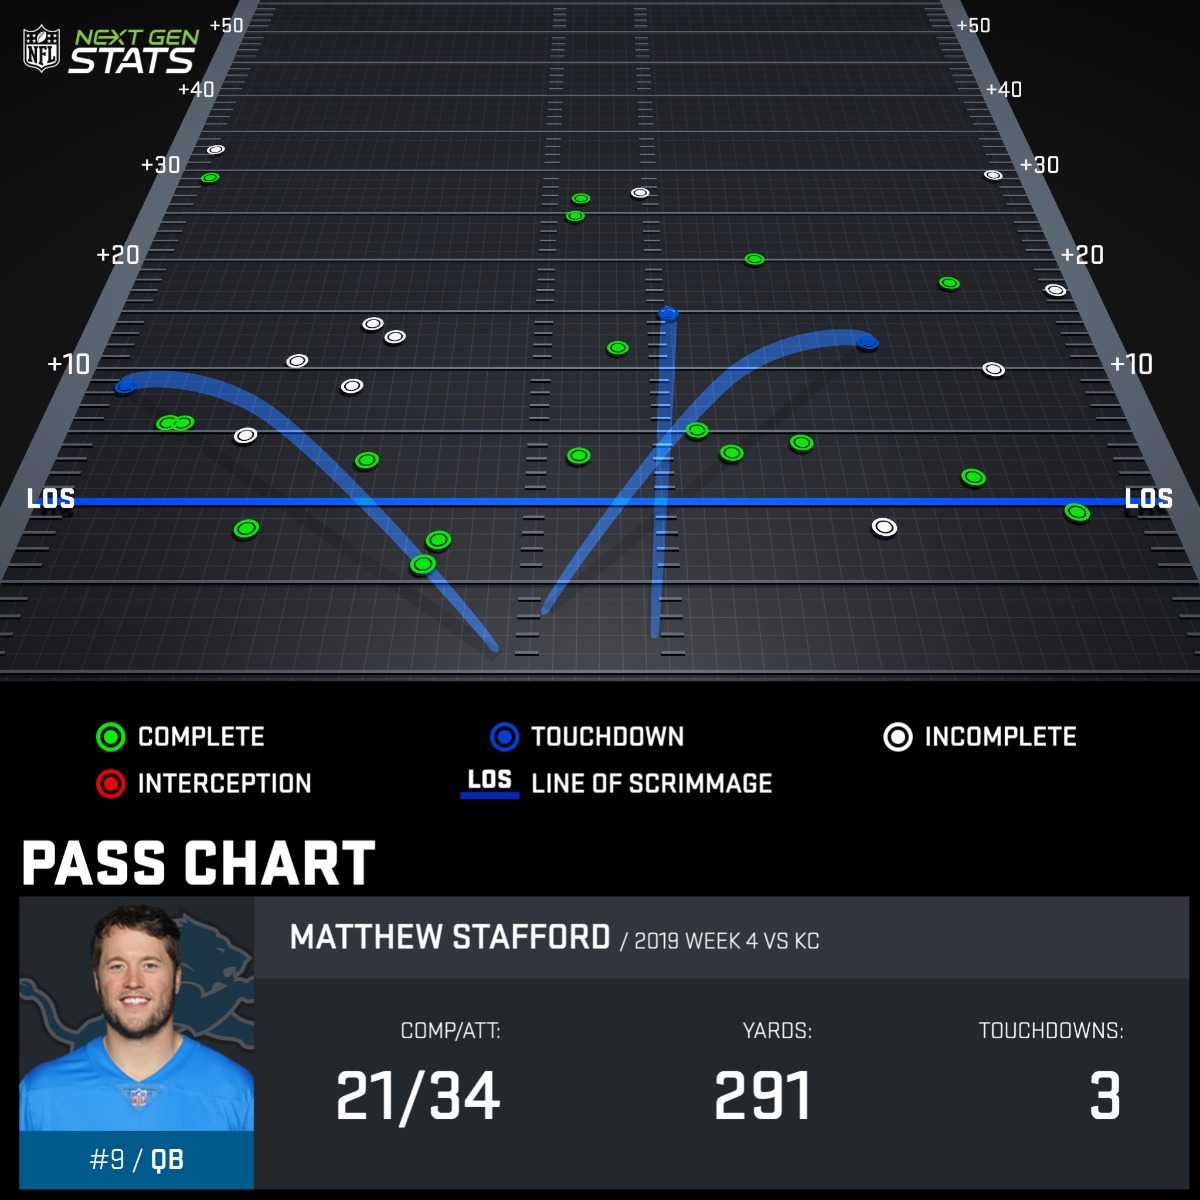 NFL NEXT GEN
STATS
+50 +50
+40 +40
+30 +30
+20 +20
+10 +10
LOS LOS
COMPLETE TOUCHDOWN INCOMPLETE
INTERCEPTION LOS LINE OF SCRIMMAGE
PASS CHART
MATTHEW STAFFORD / 2019 WEEK 4 VS KC
COMP/ATT: YARDS: TOUCHDOWNS:
21/34 291 3
#9 / QB